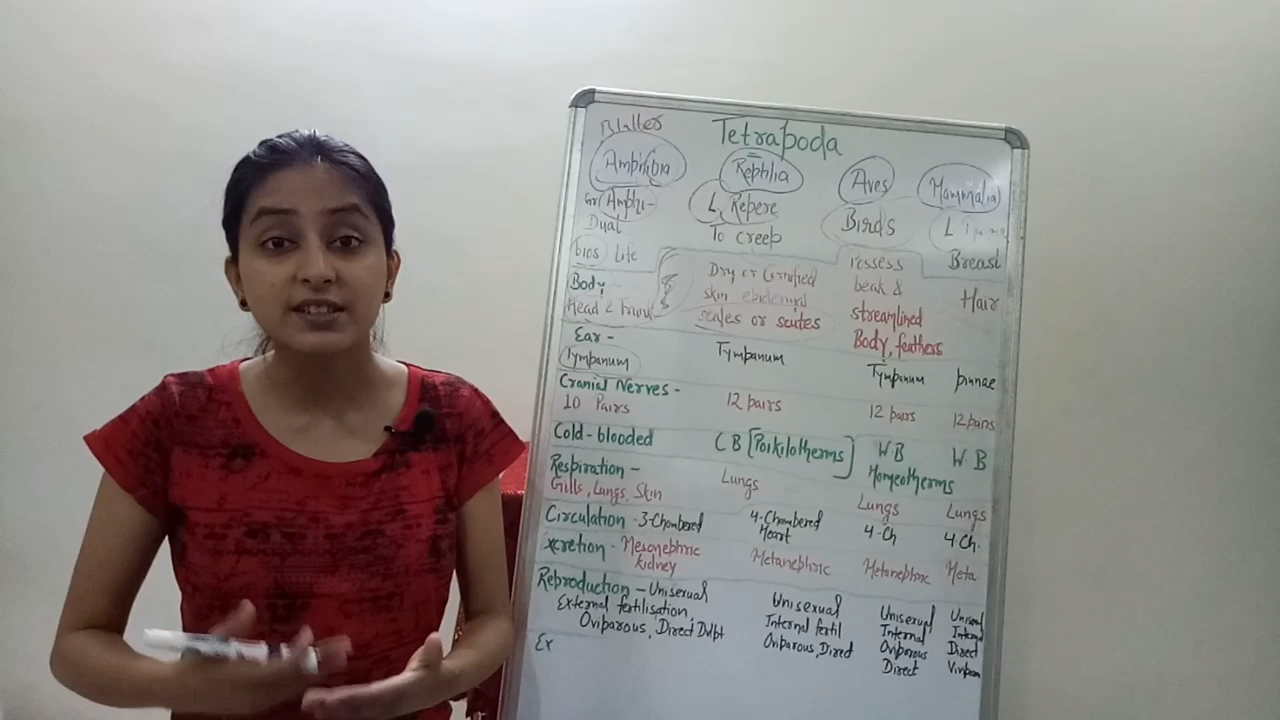 Tetrapoda
Amphibia
Reptilia
Aves
Mammalia
Gr Amphi-
Dual
bios Life
L. Repere
To creep
Birds
L
Breast
Body -
Head & Trunk
Dry or Cornified
skin epidermal
scales or scutes
Possess
beak &
streamlined
Body, feathers
Hair
Ear -
Tympanum
Tympanum
Tympanum
pinnae
Cranial Nerves -
10 Pairs
12 pairs
12 pairs
12 pairs
Cold-blooded
CB [Poikilotherms]
W.B
Homeotherms
W B
Respiration -
Gills, Lungs, Skin
Lungs
Lungs
Lungs
Circulation - 3-Chambered
4-Chambered
Heart
4-Ch
4 Ch.
xcretion - Mesonephric
kidney
Metanephric
Metanephric
Meta
Reproduction - Unisexual
External fertilisation,
Oviparous, Direct Dvlpt
Unisexual
Internal fertil
Oviparous, Direct
Unisexual
Internal
Oviparous
Direct
Direct
Ex